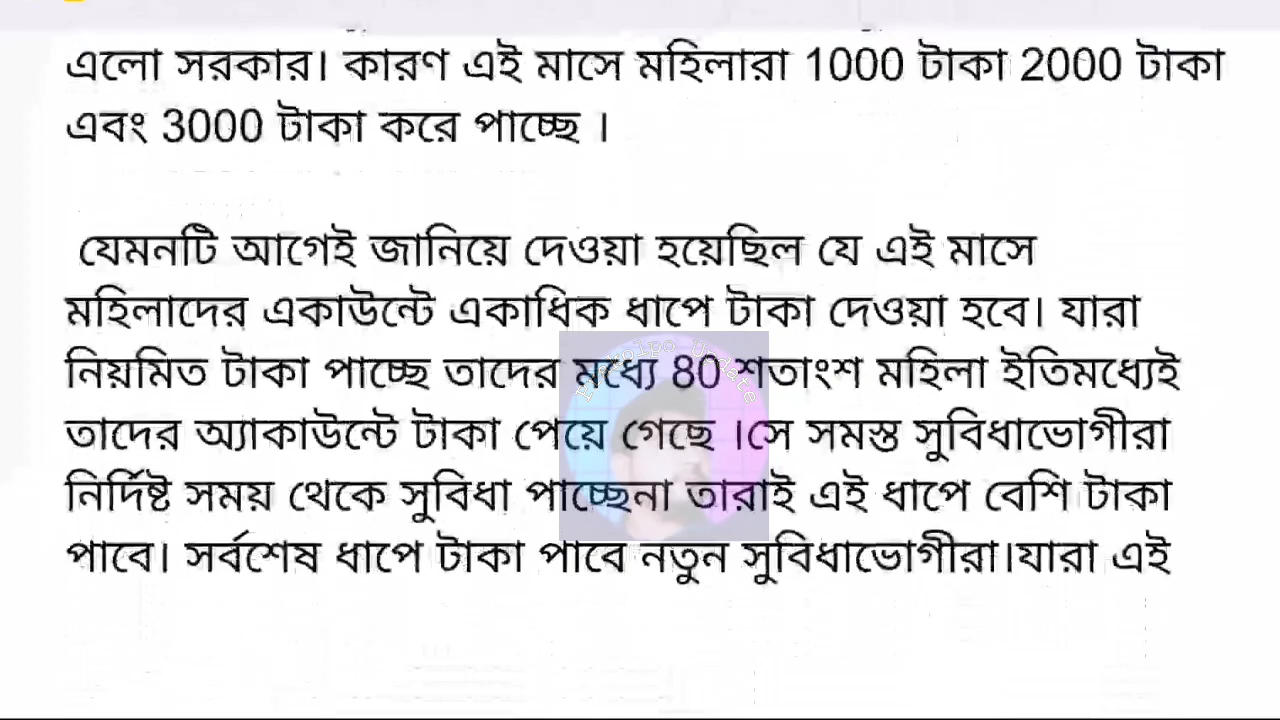 এলো সরকার। কারণ এই মাসে মহিলারা 1000 টাকা 2000 টাকা
এবং 3000 টাকা করে পাচ্ছে ।
যেমনটি আগেই জানিয়ে দেওয়া হয়েছিল যে এই মাসে
মহিলাদের একাউন্টে একাধিক ধাপে টাকা দেওয়া হবে। যারা
নিয়মিত টাকা পাচ্ছে তাদের মধ্যে 80 শতাংশ মহিলা ইতিমধ্যেই
তাদের অ্যাকাউন্টে টাকা পেয়ে গেছে ।সে সমস্ত সুবিধাভোগীরা
নির্দিষ্ট সময় থেকে সুবিধা পাচ্ছেনা তারাই এই ধাপে বেশি টাকা
পাবে। সর্বশেষ ধাপে টাকা পাবে নতুন সুবিধাভোগীরা।যারা এই
Update